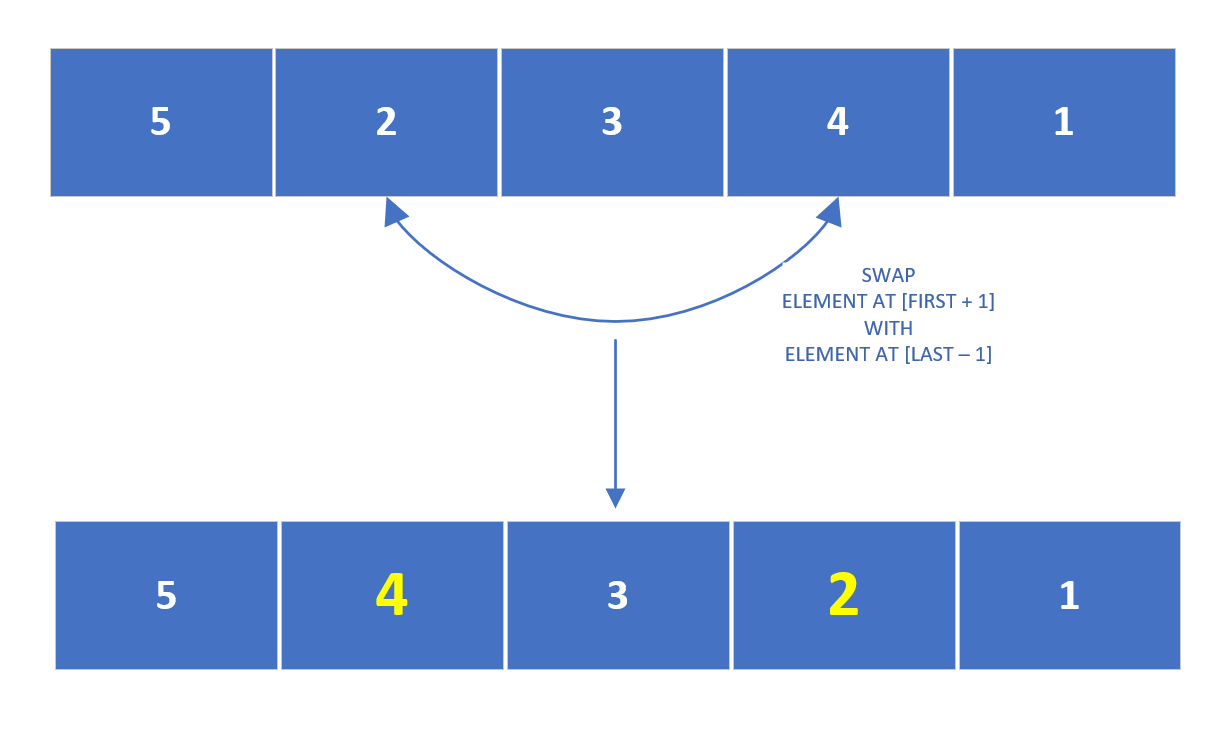 5 2 3 4 1
SWAP
ELEMENT AT [FIRST + 1]
WITH
ELEMENT AT [LAST – 1]
5 4 3 2 1